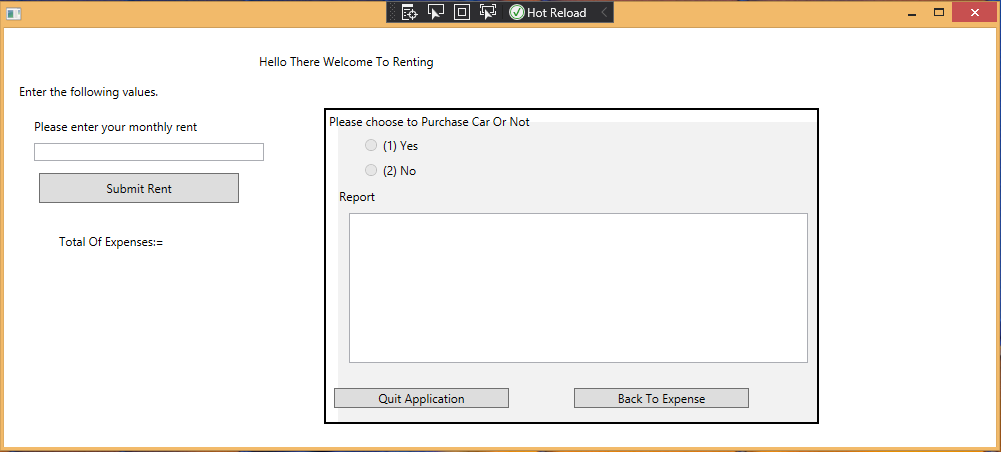 Hot Reload
Hello There Welcome To Renting
Enter the following values.
Please enter your monthly rent
Submit Rent
Total Of Expenses:=
Please choose to Purchase Car Or Not
(1) Yes
(2) No
Report
Quit Application
Back To Expense